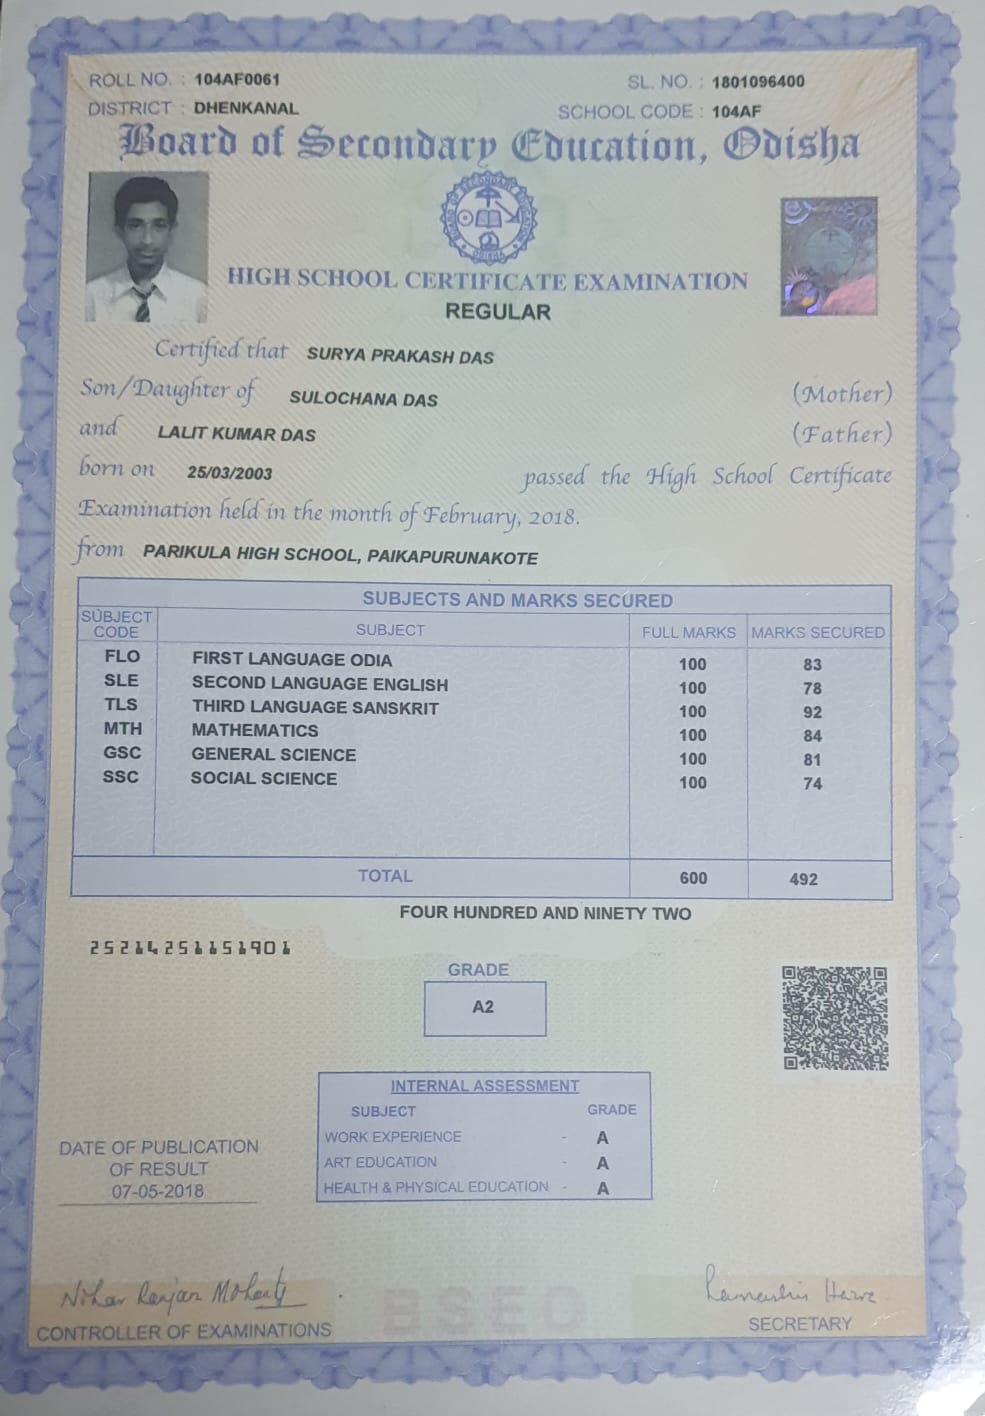 ROLL NO. : 104AF0061 SL. NO. : 1801096400
DISTRICT : DHENKANAL SCHOOL CODE : 104AF
Board of Secondary Education, Odisha
BOARD OF SECONDARY EDUCATION ODISHA
HIGH SCHOOL CERTIFICATE EXAMINATION
REGULAR
Certified that SURYA PRAKASH DAS
Son/Daughter of SULOCHANA DAS (Mother)
and LALIT KUMAR DAS (Father)
born on 25/03/2003 passed the High School Certificate
Examination held in the month of February, 2018.
from PARIKULA HIGH SCHOOL, PAIKAPURUNAKOTE
SUBJECTS AND MARKS SECURED
SUBJECT CODE SUBJECT FULL MARKS MARKS SECURED
FLO FIRST LANGUAGE ODIA 100 83
SLE SECOND LANGUAGE ENGLISH 100 78
TLS THIRD LANGUAGE SANSKRIT 100 92
MTH MATHEMATICS 100 84
GSC GENERAL SCIENCE 100 81
SSC SOCIAL SCIENCE 100 74
TOTAL 600 492
FOUR HUNDRED AND NINETY TWO
25214251151901
GRADE
A2
INTERNAL ASSESSMENT
SUBJECT GRADE
WORK EXPERIENCE - A
ART EDUCATION - A
HEALTH & PHYSICAL EDUCATION - A
DATE OF PUBLICATION
OF RESULT
07-05-2018
Nihar Ranjan Mohanty
BSEO
CONTROLLER OF EXAMINATIONS SECRETARY